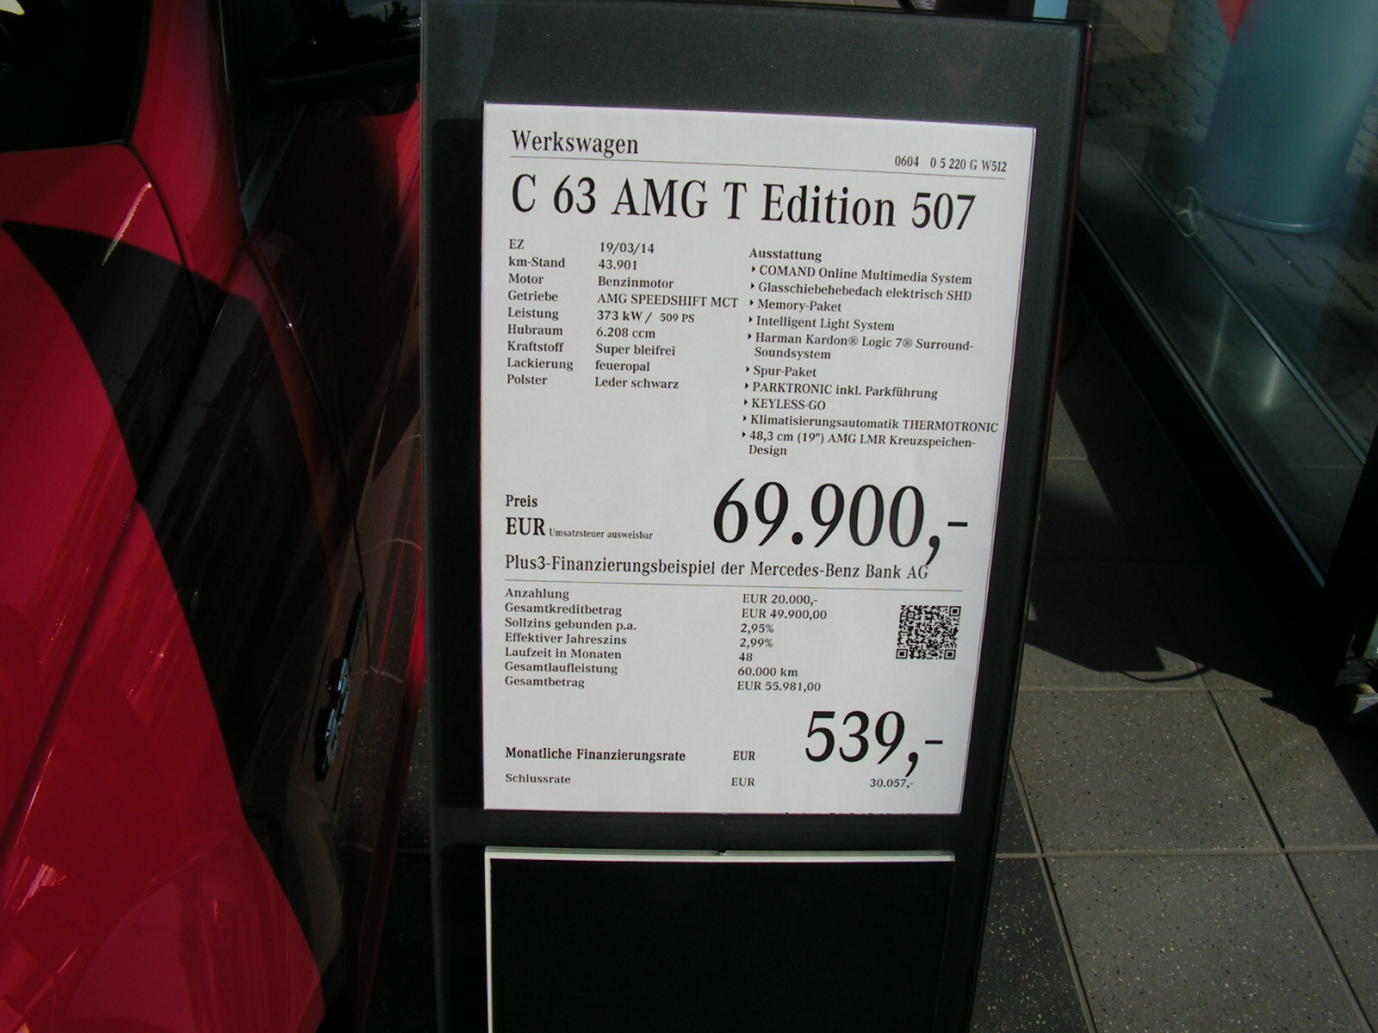 Werkswagen
0604 0 5 220 G W512
C 63 AMG T Edition 507
EZ 19/03/14
km-Stand 43.901
Motor Benzinmotor
Getriebe AMG SPEEDSHIFT MCT
Leistung 373 kW / 509 PS
Hubraum 6.208 ccm
Kraftstoff Super bleifrei
Lackierung feueropal
Polster Leder schwarz
Ausstattung
COMAND Online Multimedia System
Glasschiebehebedach elektrisch SHD
Memory-Paket
Intelligent Light System
Harman Kardon® Logic 7® Surround-
Soundsystem
Spur-Paket
PARKTRONIC inkl. Parkführung
KEYLESS-GO
Klimatisierungsautomatik THERMOTRONIC
48,3 cm (19") AMG LMR Kreuzspeichen-
Design
Preis
EUR Umsatzsteuer ausweisbar 69.900,-
Plus3-Finanzierungsbeispiel der Mercedes-Benz Bank AG
Anzahlung EUR 20.000,-
Gesamtkreditbetrag EUR 49.900,00
Sollzins gebunden p.a. 2,95%
Effektiver Jahreszins 2,99%
Laufzeit in Monaten 48
Gesamtlaufleistung 60.000 km
Gesamtbetrag EUR 55.981,00
Monatliche Finanzierungsrate EUR 539,-
Schlussrate EUR 30.057,-